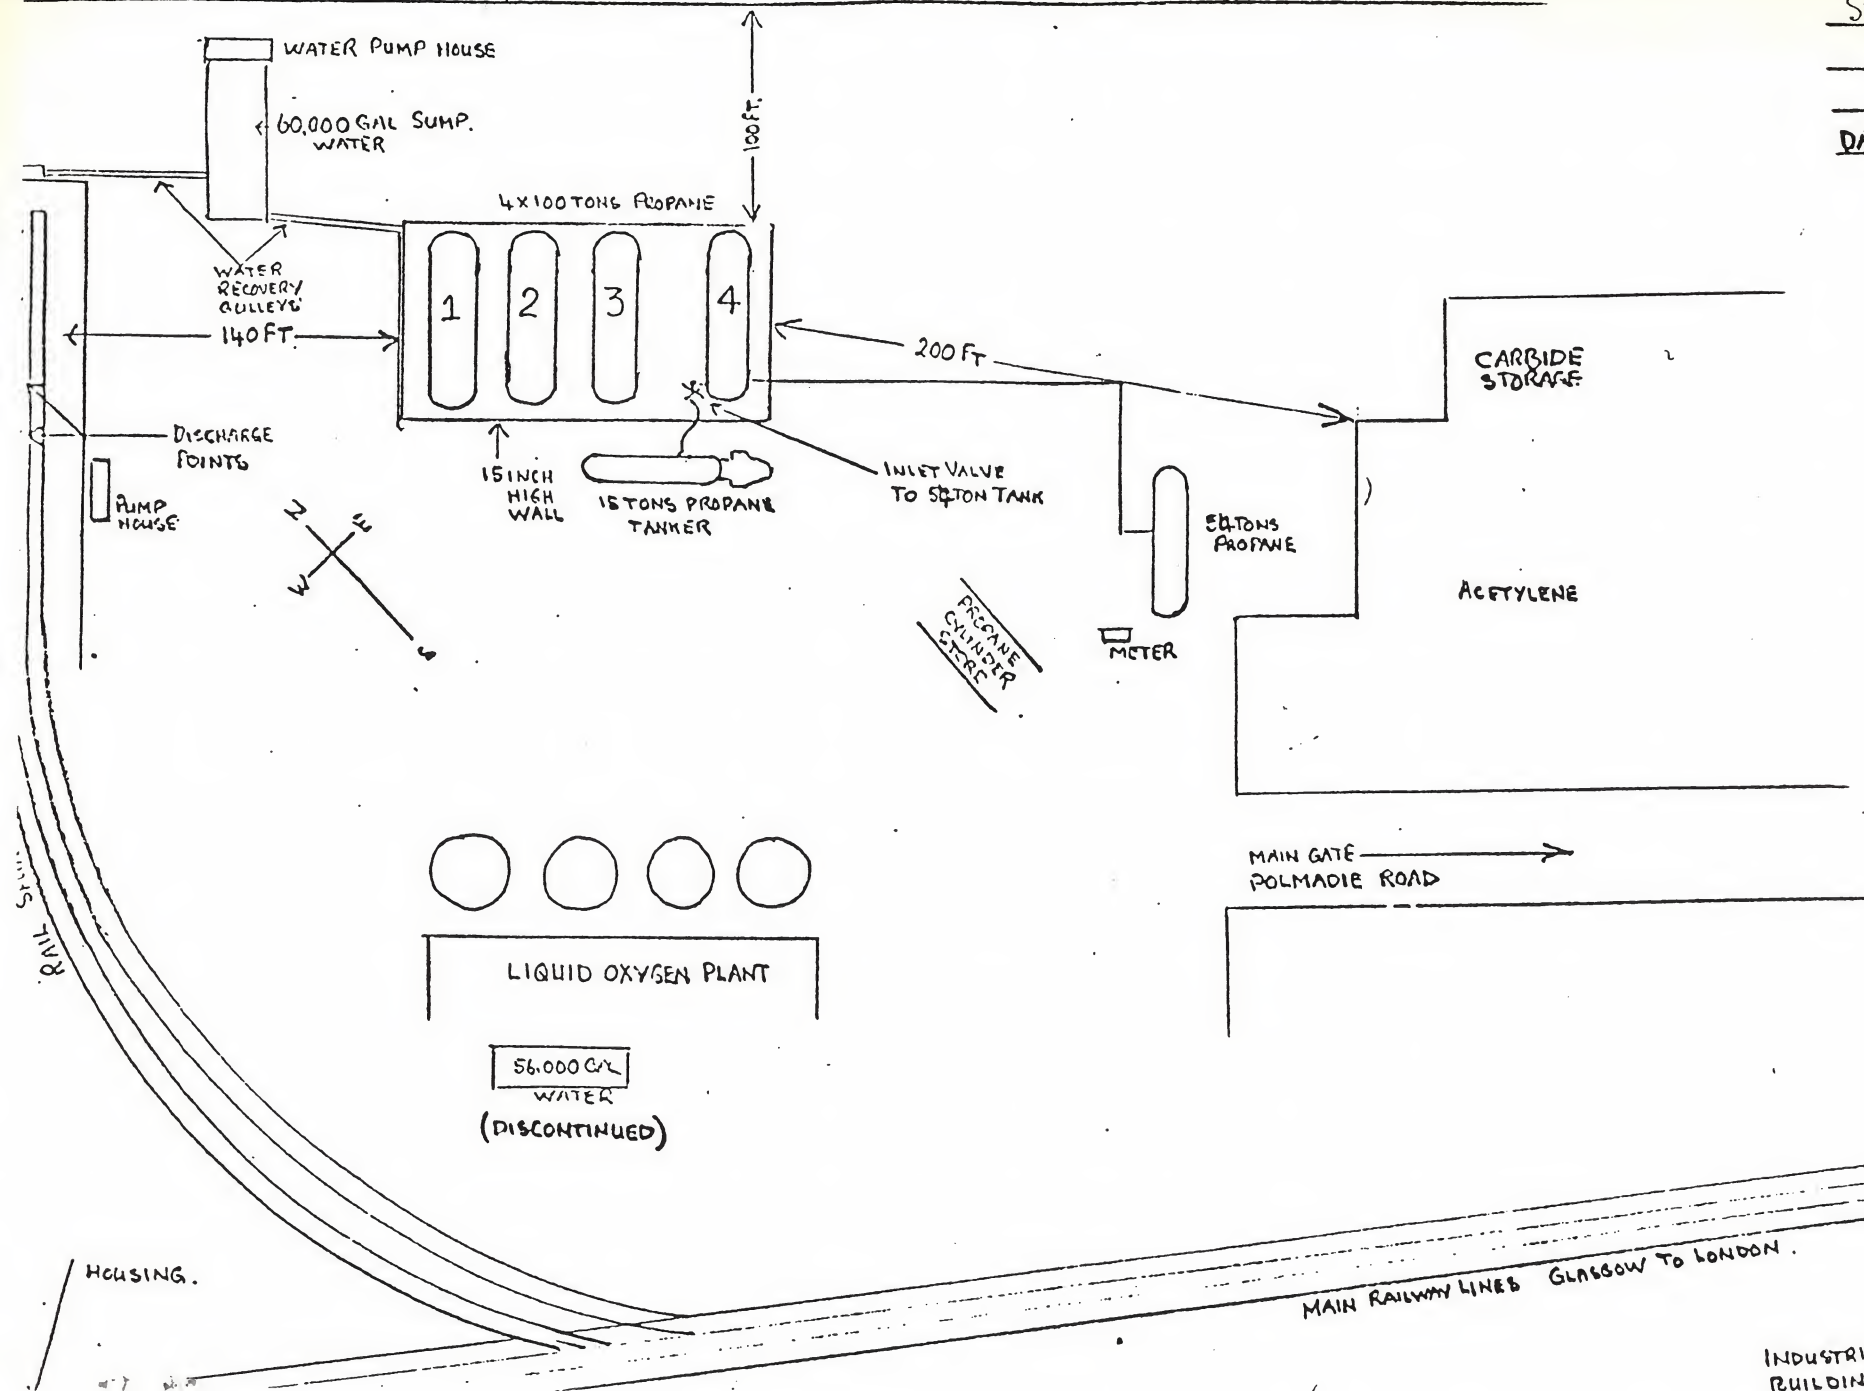 WATER PUMP HOUSE
60,000 GAL SUMP.
WATER
100 FT.
4 X 100 TONS PROPANE
WATER
RECOVERY
GULLEYS
140 FT.
1
2
3
4
200 FT
CARBIDE
STORAGE
DISCHARGE
POINTS
PUMP
HOUSE
15 INCH
HIGH
WALL
15 TONS PROPANE
TANKER
INLET VALVE
TO 54 TON TANK
54 TONS
PROPANE
ACETYLENE
N
E
W
S
PROPANE
CYLINDER
STORE
METER
MAIN GATE
POLMADIE ROAD
LIQUID OXYGEN PLANT
56.000 GAL
WATER
(DISCONTINUED)
RAIL
HOUSING.
MAIN RAILWAY LINES GLASGOW TO LONDON.